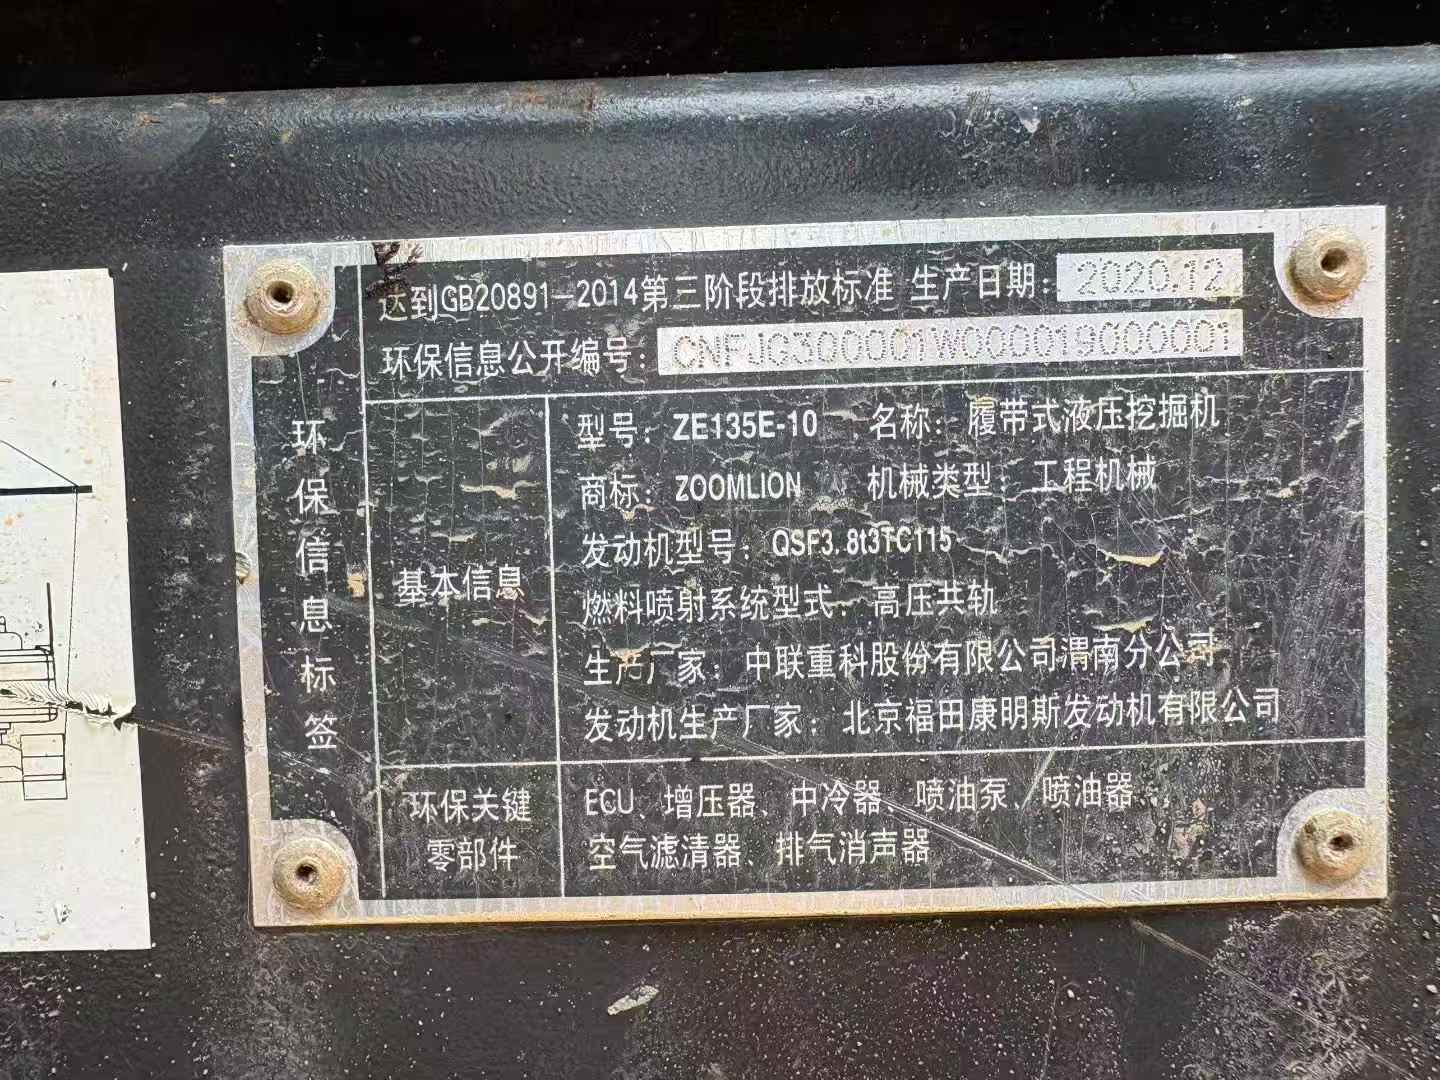 达到GB20891-2014第三阶段排放标准 生产日期: 2020.12
环保信息公开编号: CNFJG300001W000019000001
环保信息标签
基本信息
型号: ZE135E-10 名称: 履带式液压挖掘机
商标: ZOOMLION 机械类型: 工程机械
发动机型号: QSF3.8t3TC115
燃料喷射系统型式: 高压共轨
生产厂家: 中联重科股份有限公司渭南分公司
发动机生产厂家: 北京福田康明斯发动机有限公司
环保关键
零部件
ECU、增压器、中冷器、喷油泵、喷油器、
空气滤清器、排气消声器